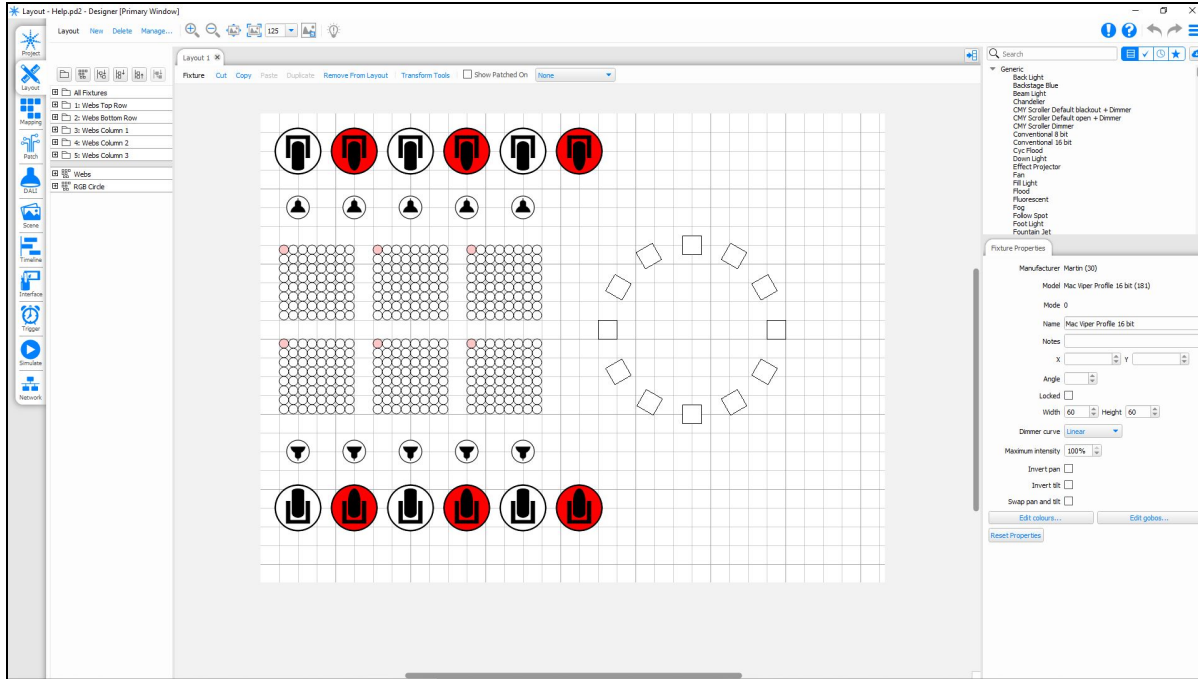 Layout - Help.pd2 - Designer [Primary Window]
Project
Layout
Mapping
Patch
DALI
Scene
Timeline
Interface
Trigger
Simulate
Network
Layout New Delete Manage...
125
All Fixtures
1: Webs Top Row
2: Webs Bottom Row
3: Webs Column 1
4: Webs Column 2
5: Webs Column 3
Webs
RGB Circle
Layout 1
Fixture Cut Copy Paste Duplicate Remove From Layout Transform Tools Show Patched On None
Search
Generic
Back Light
Backstage Blue
Beam Light
Chandelier
CMY Scroller Default blackout + Dimmer
CMY Scroller Default open + Dimmer
CMY Scroller Dimmer
Conventional 8 bit
Conventional 16 bit
Cyc Flood
Down Light
Effect Projector
Fan
Fill Light
Flood
Fluorescent
Fog
Follow Spot
Foot Light
Fountain Jet
Fixture Properties
Manufacturer Martin (30)
Model Mac Viper Profile 16 bit (181)
Mode 0
Name Mac Viper Profile 16 bit
Notes
X Y
Angle
Locked
Width 60 Height 60
Dimmer curve Linear
Maximum intensity 100%
Invert pan
Invert tilt
Swap pan and tilt
Edit colours... Edit gobos...
Reset Properties